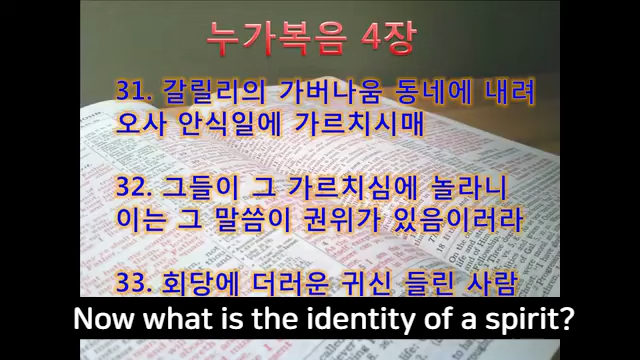 누가복음 4장
31. 갈릴리의 가버나움 동네에 내려
오사 안식일에 가르치시매
32. 그들이 그 가르치심에 놀라니
이는 그 말씀이 권위가 있음이러라
33. 회당에 더러운 귀신 들린 사람
Now what is the identity of a spirit?